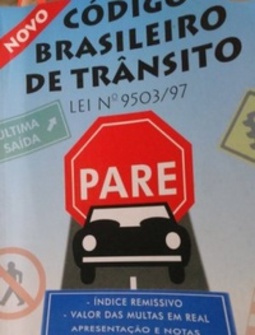 NOVO
CÓDIGO
BRASILEIRO
DE TRÂNSITO
LEI Nº 9503/97
ÚLTIMA
SAÍDA
PARE
- ÍNDICE REMISSIVO
- VALOR DAS MULTAS EM REAL
APRESENTAÇÃO E NOTAS